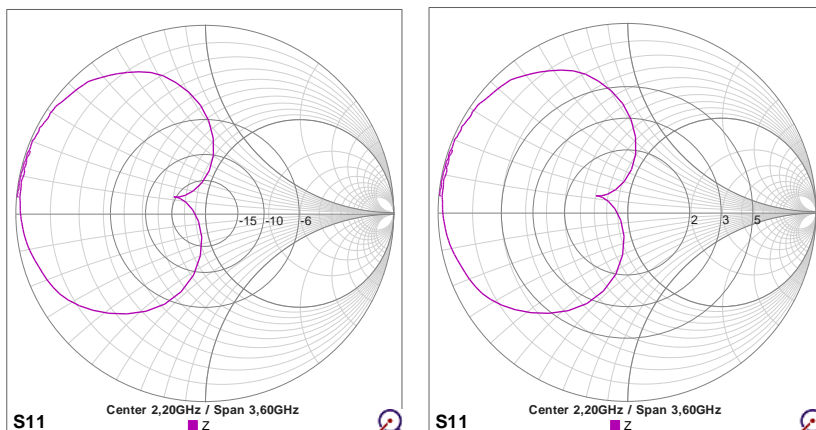 -15 -10 -6
Center 2,20GHz / Span 3,60GHz
S11
Z
2 3 5
Center 2,20GHz / Span 3,60GHz
S11
Z